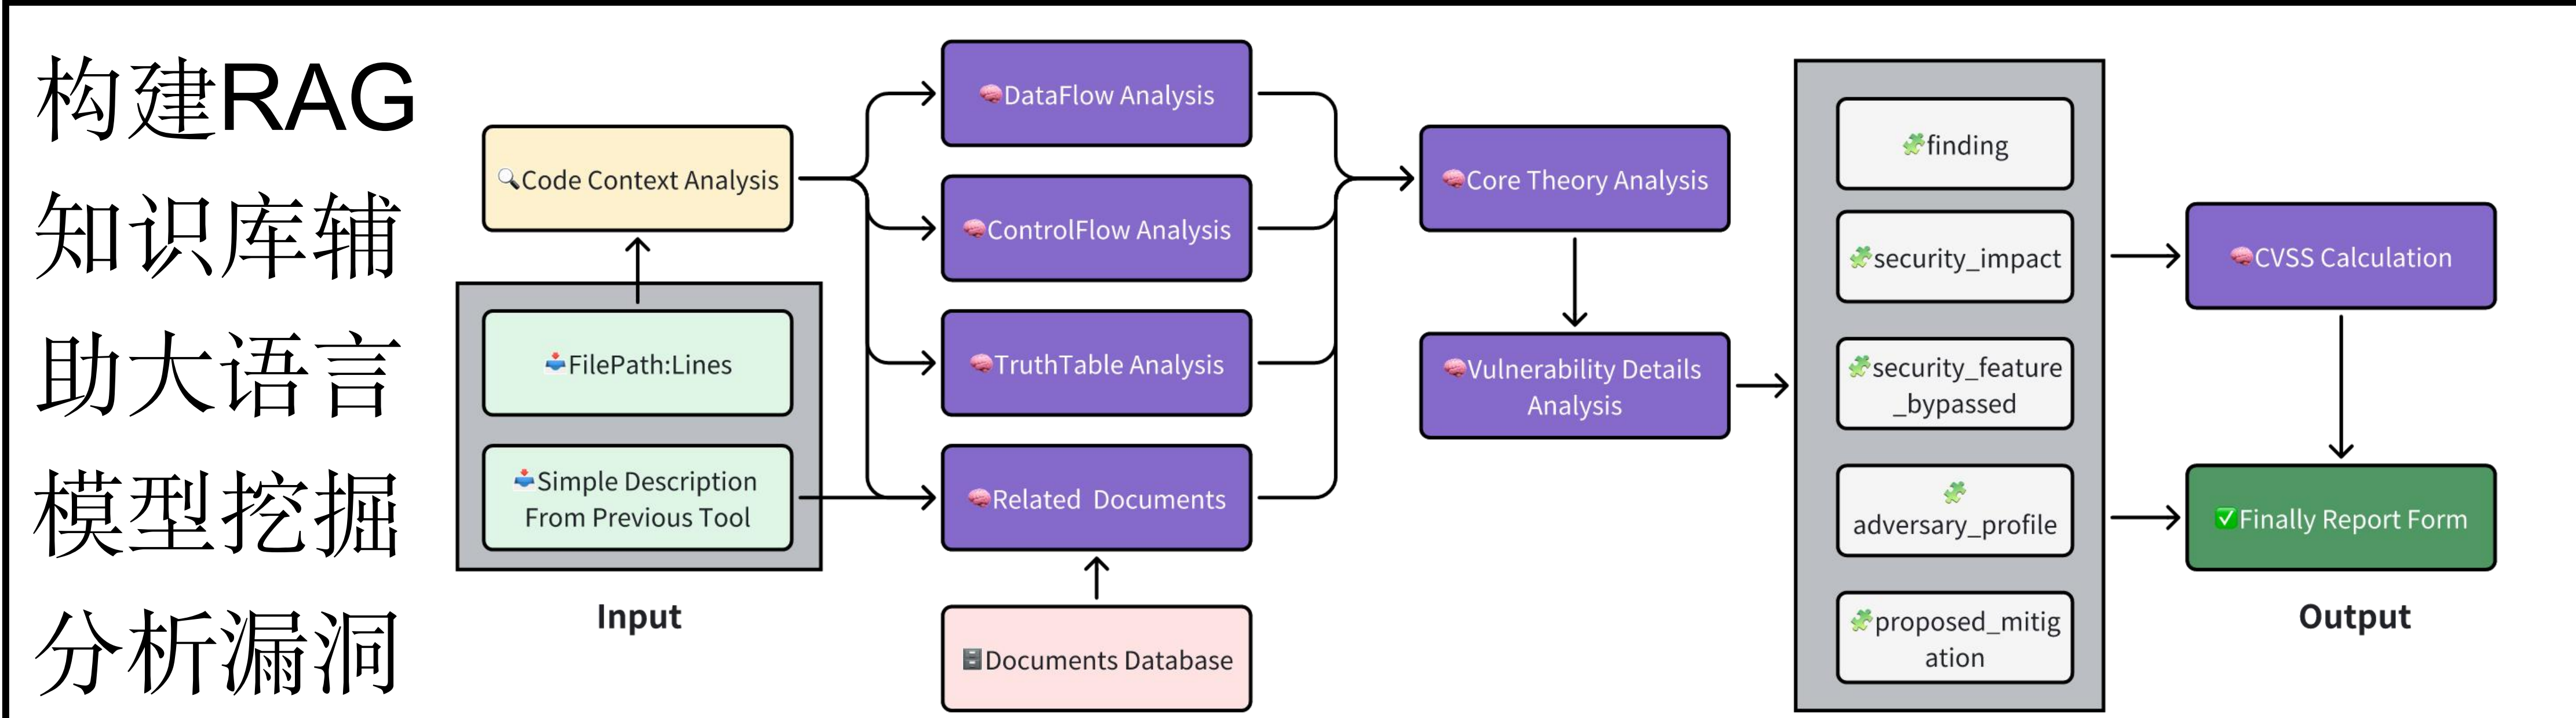 构建RAG
知识库辅
助大语言
模型挖掘
分析漏洞
Code Context Analysis
FilePath:Lines
Simple Description
From Previous Tool
Input
DataFlow Analysis
ControlFlow Analysis
TruthTable Analysis
Related Documents
Documents Database
Core Theory Analysis
Vulnerability Details
Analysis
finding
security_impact
security_feature
_bypassed
adversary_profile
proposed_mitig
ation
CVSS Calculation
Finally Report Form
Output